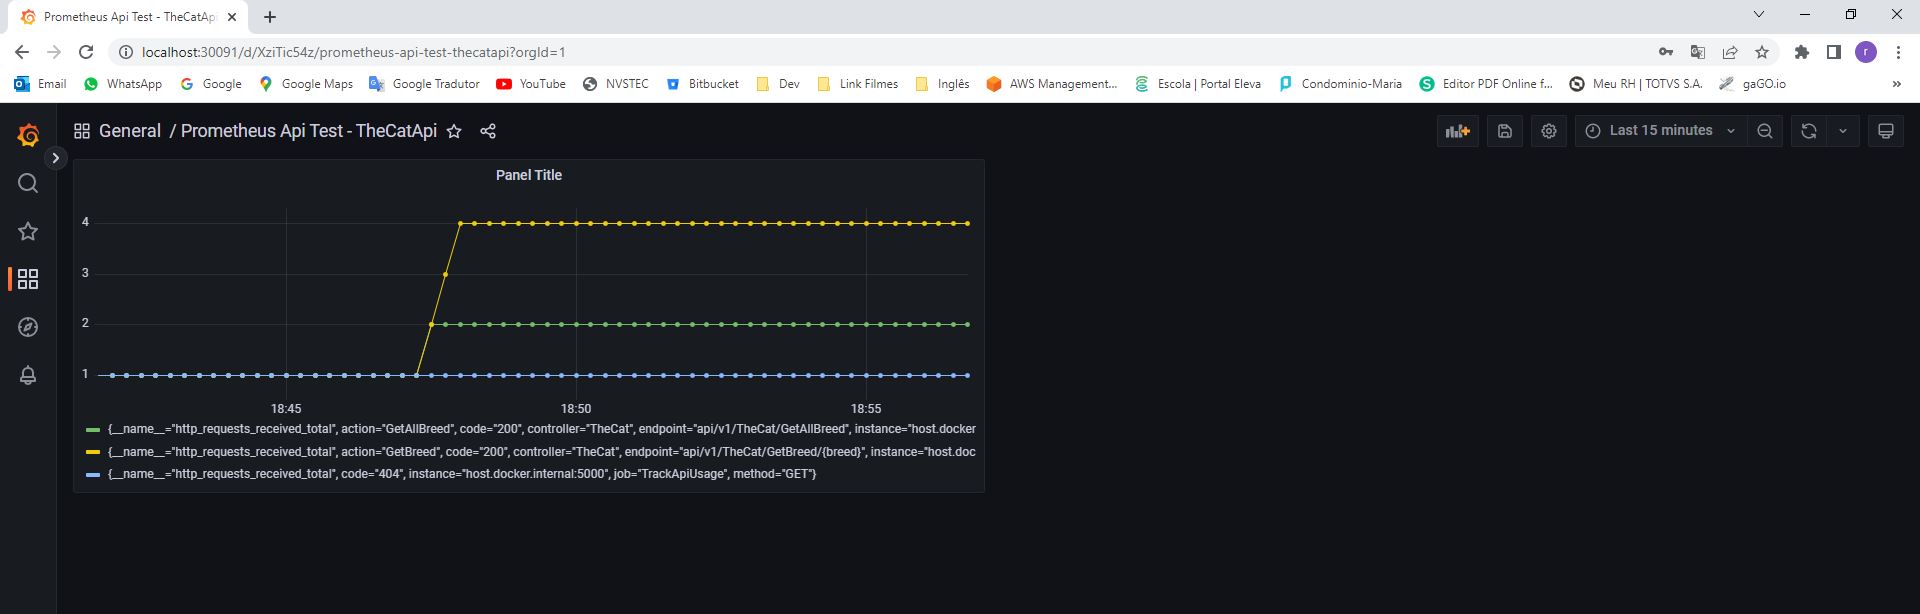 Prometheus Api Test - TheCatApi
localhost:30091/d/XziTic54z/prometheus-api-test-thecatapi?orgId=1
r
Email WhatsApp Google Google Maps Google Tradutor YouTube NVSTEC Bitbucket Dev Link Filmes Inglês AWS Management... Escola | Portal Eleva Condominio-Maria Editor PDF Online f... Meu RH | TOTVS S.A. gaGO.io »
General / Prometheus Api Test - TheCatApi
Last 15 minutes
Panel Title
4
3
2
1
18:45 18:50 18:55
{__name__="http_requests_received_total", action="GetAllBreed", code="200", controller="TheCat", endpoint="api/v1/TheCat/GetAllBreed", instance="host.docker
{__name__="http_requests_received_total", action="GetBreed", code="200", controller="TheCat", endpoint="api/v1/TheCat/GetBreed/{breed}", instance="host.doc
{__name__="http_requests_received_total", code="404", instance="host.docker.internal:5000", job="TrackApiUsage", method="GET"}